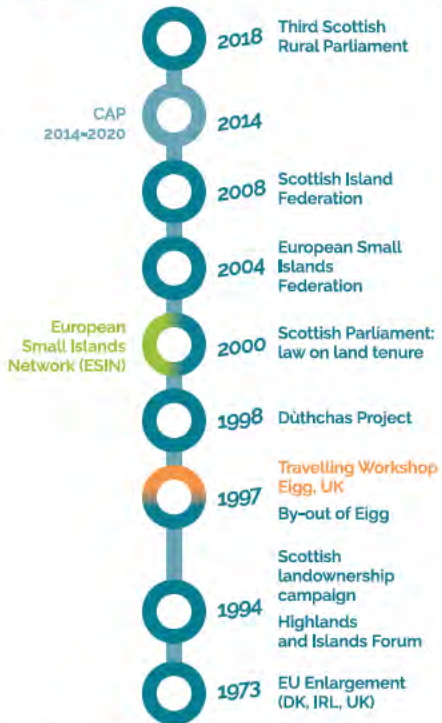 2018 Third Scottish
Rural Parliament
CAP
2014-2020
2014
2008 Scottish Island
Federation
2004 European Small
Islands
Federation
European
Small Islands
Network (ESIN)
2000 Scottish Parliament:
law on land tenure
1998 Dùthchas Project
1997 Travelling Workshop
Eigg, UK
By-out of Eigg
1994 Scottish
landownership
campaign
Highlands
and Islands Forum
1973 EU Enlargement
(DK, IRL, UK)